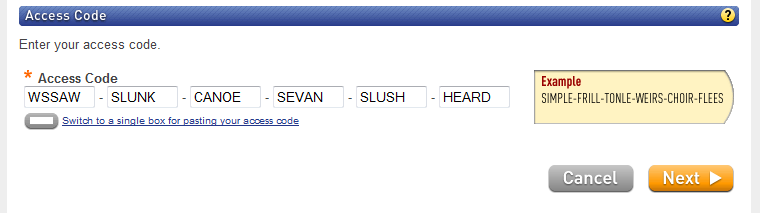 Access Code ?
Enter your access code.
* Access Code
WSSAW - SLUNK - CANOE - SEVAN - SLUSH - HEARD
Switch to a single box for pasting your access code
Example
SIMPLE-FRILL-TONLE-WEIRS-CHOIR-FLEES
Cancel Next